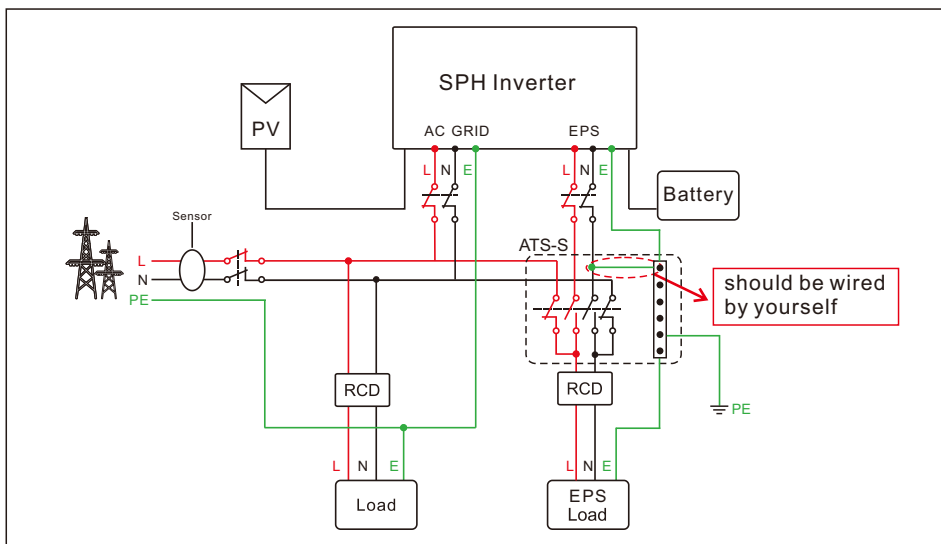 SPH Inverter
PV
AC GRID
EPS
L N E
L N E
Battery
Sensor
ATS-S
L
N
PE
should be wired
by yourself
RCD
RCD
PE
L N E
L N E
Load
EPS
Load